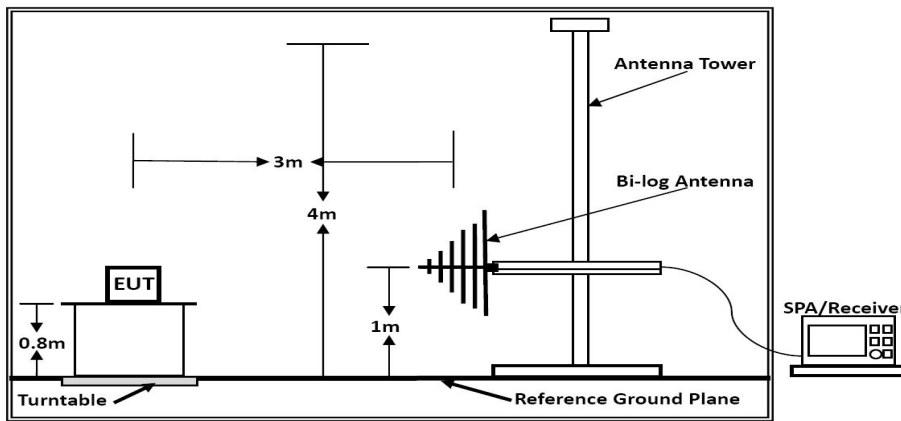 Antenna Tower
3m
Bi-log Antenna
4m
EUT
SPA/Receiver
0.8m
1m
Turntable
Reference Ground Plane